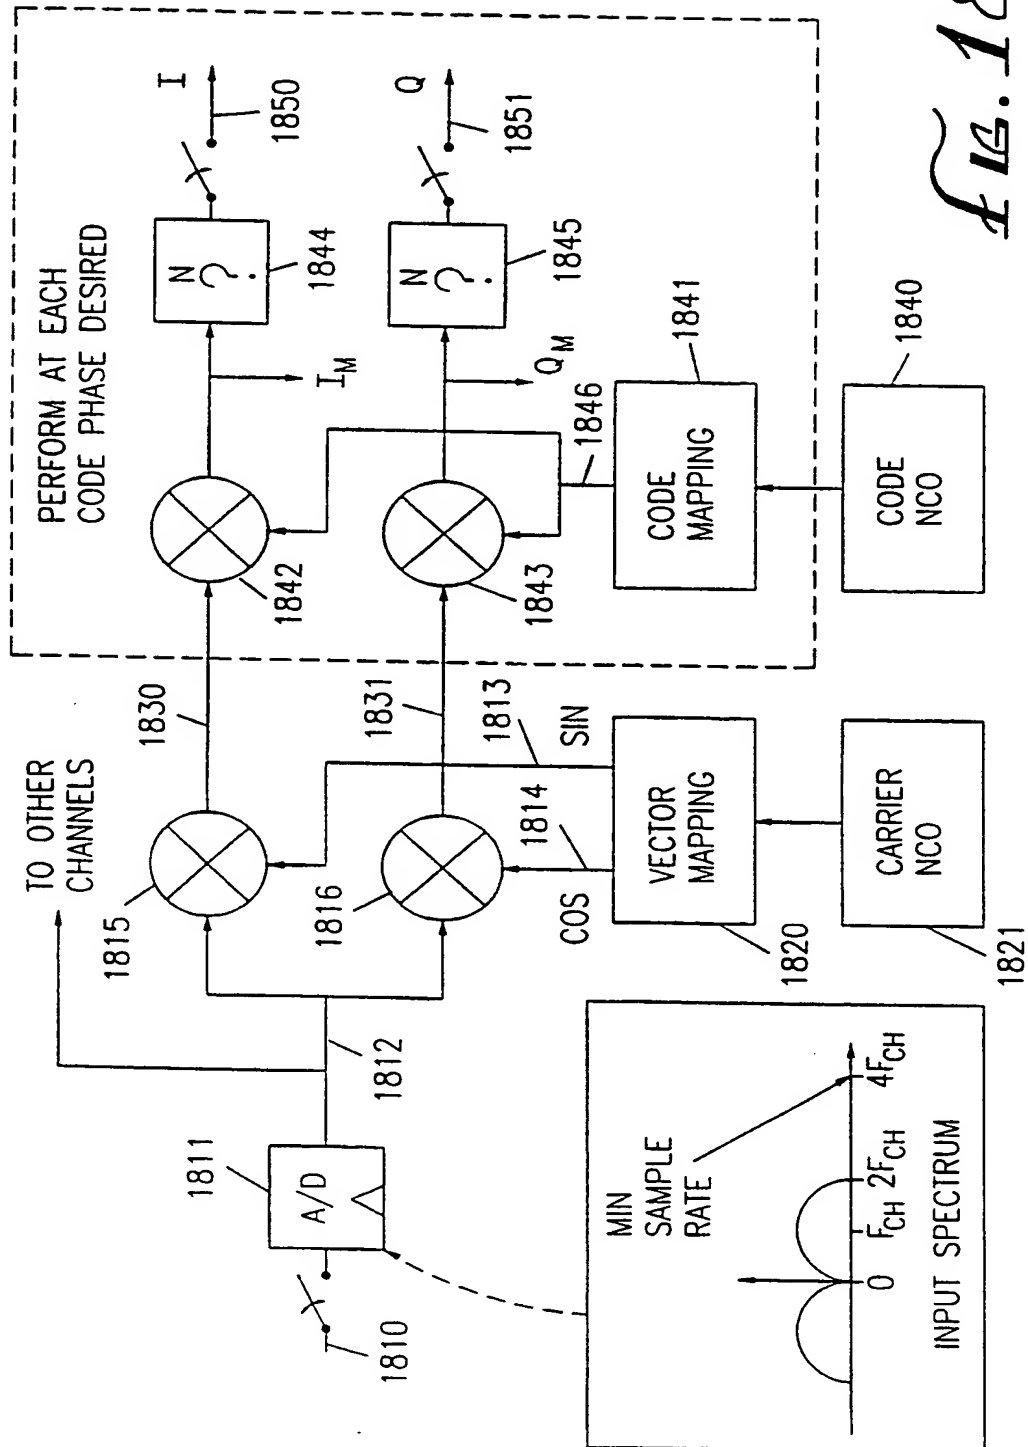 PERFORM AT EACH
CODE PHASE DESIRED
TO OTHER
CHANNELS
I
1850
N
?
1844
I_M
1842
1830
1815
Q
1851
N
?
1845
Q_M
1843
1831
1816
1846
1841
CODE
MAPPING
1840
CODE
NCO
1813
SIN
1814
COS
VECTOR
MAPPING
1820
CARRIER
NCO
1821
1812
1811
A/D
1810
MIN
SAMPLE
RATE
0
F_CH
2F_CH
4F_CH
INPUT SPECTRUM